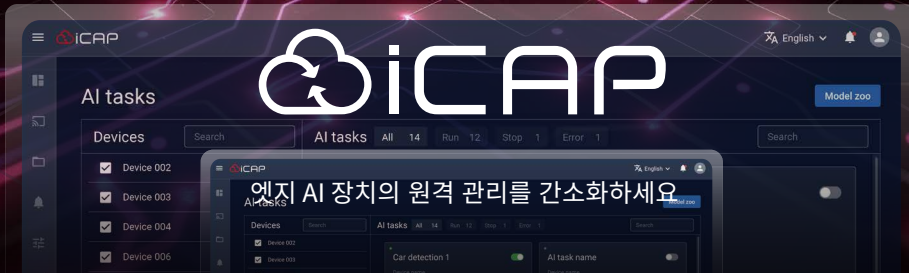 iCAP
English
AI tasks
Model zoo
Devices
Search
AI tasks
All 14
Run 12
Stop 1
Error 1
Search
Device 002
Device 003
Device 004
Device 006
iCAP
iCAP
English
엣지 AI 장치의 원격 관리를 간소화하세요
AI tasks
Model zoo
Devices
Search
AI tasks
All 14
Run 12
Stop 1
Error 1
Search
Device 002
Device 003
Car detection 1
AI task name